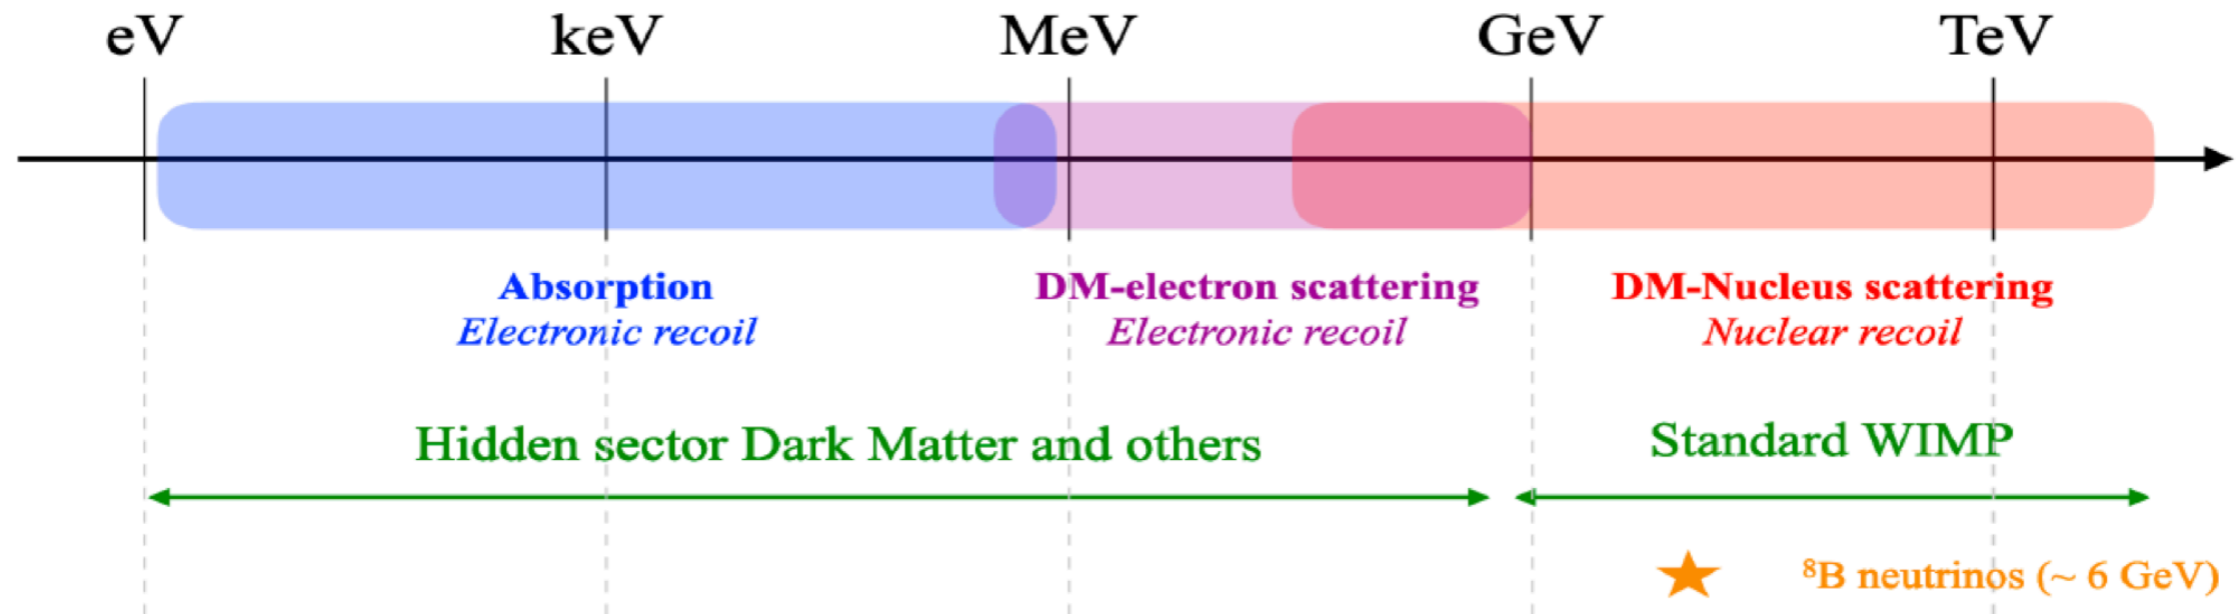 eV keV MeV GeV TeV
Absorption
Electronic recoil
DM-electron scattering
Electronic recoil
DM-Nucleus scattering
Nuclear recoil
Hidden sector Dark Matter and others
Standard WIMP
⁸B neutrinos (~ 6 GeV)